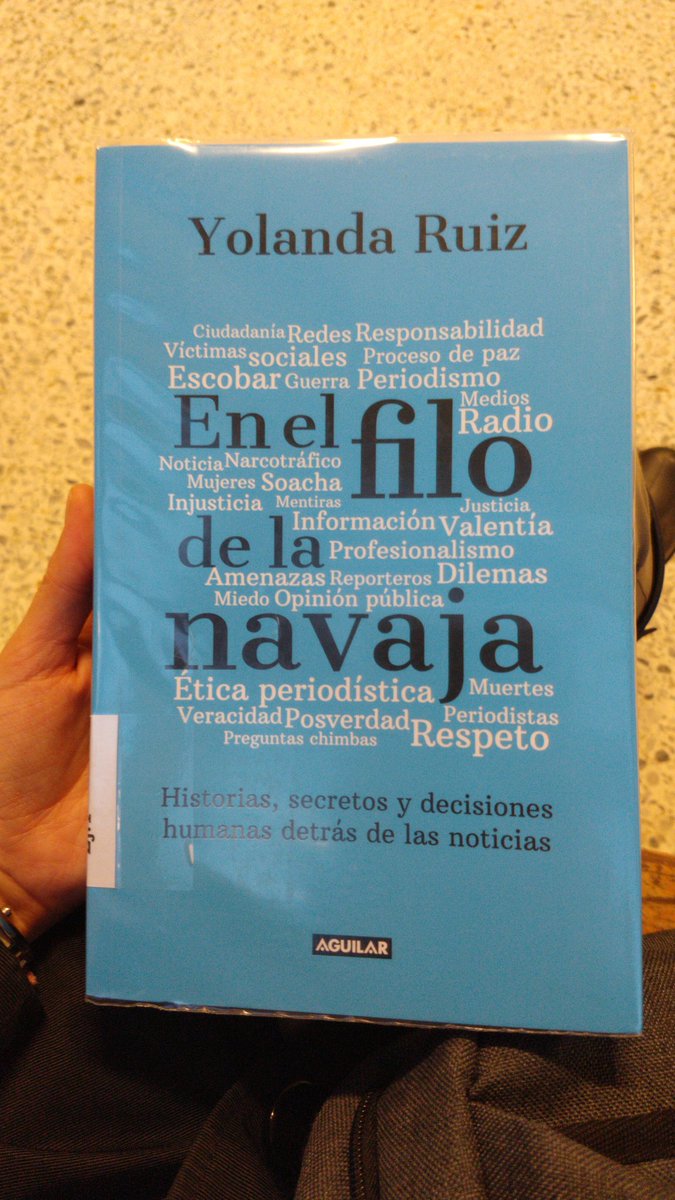 Yolanda Ruiz
Ciudadanía Redes Responsabilidad
Víctimas sociales Proceso de paz
Escobar Guerra Periodismo
Medios
En el filo Radio
Noticia Narcotráfico
Mujeres Soacha
Injusticia Mentiras Justicia
Información Valentía
de la Profesionalismo
Amenazas Reporteros Dilemas
Miedo Opinión pública
navaja
Ética periodística Muertes
Veracidad Posverdad Periodistas
Preguntas chimbas Respeto
Historias, secretos y decisiones
humanas detrás de las noticias
AGUILAR